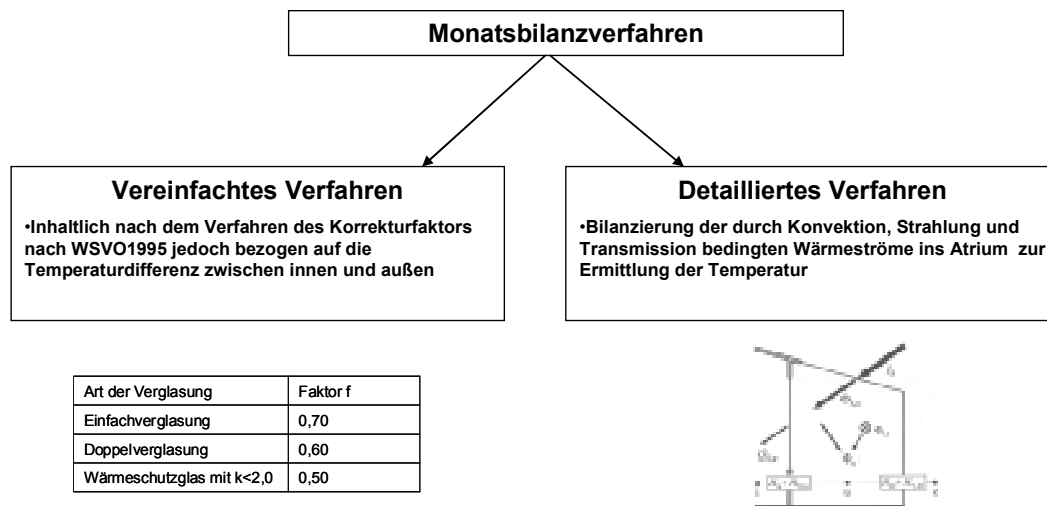 Monatsbilanzverfahren
Vereinfachtes Verfahren
•Inhaltlich nach dem Verfahren des Korrekturfaktors
nach WSVO1995 jedoch bezogen auf die
Temperaturdifferenz zwischen innen und außen
Detailliertes Verfahren
•Bilanzierung der durch Konvektion, Strahlung und
Transmission bedingten Wärmeströme ins Atrium zur
Ermittlung der Temperatur
Art der Verglasung Faktor f
Einfachverglasung 0,70
Doppelverglasung 0,60
Wärmeschutzglas mit k<2,0 0,50